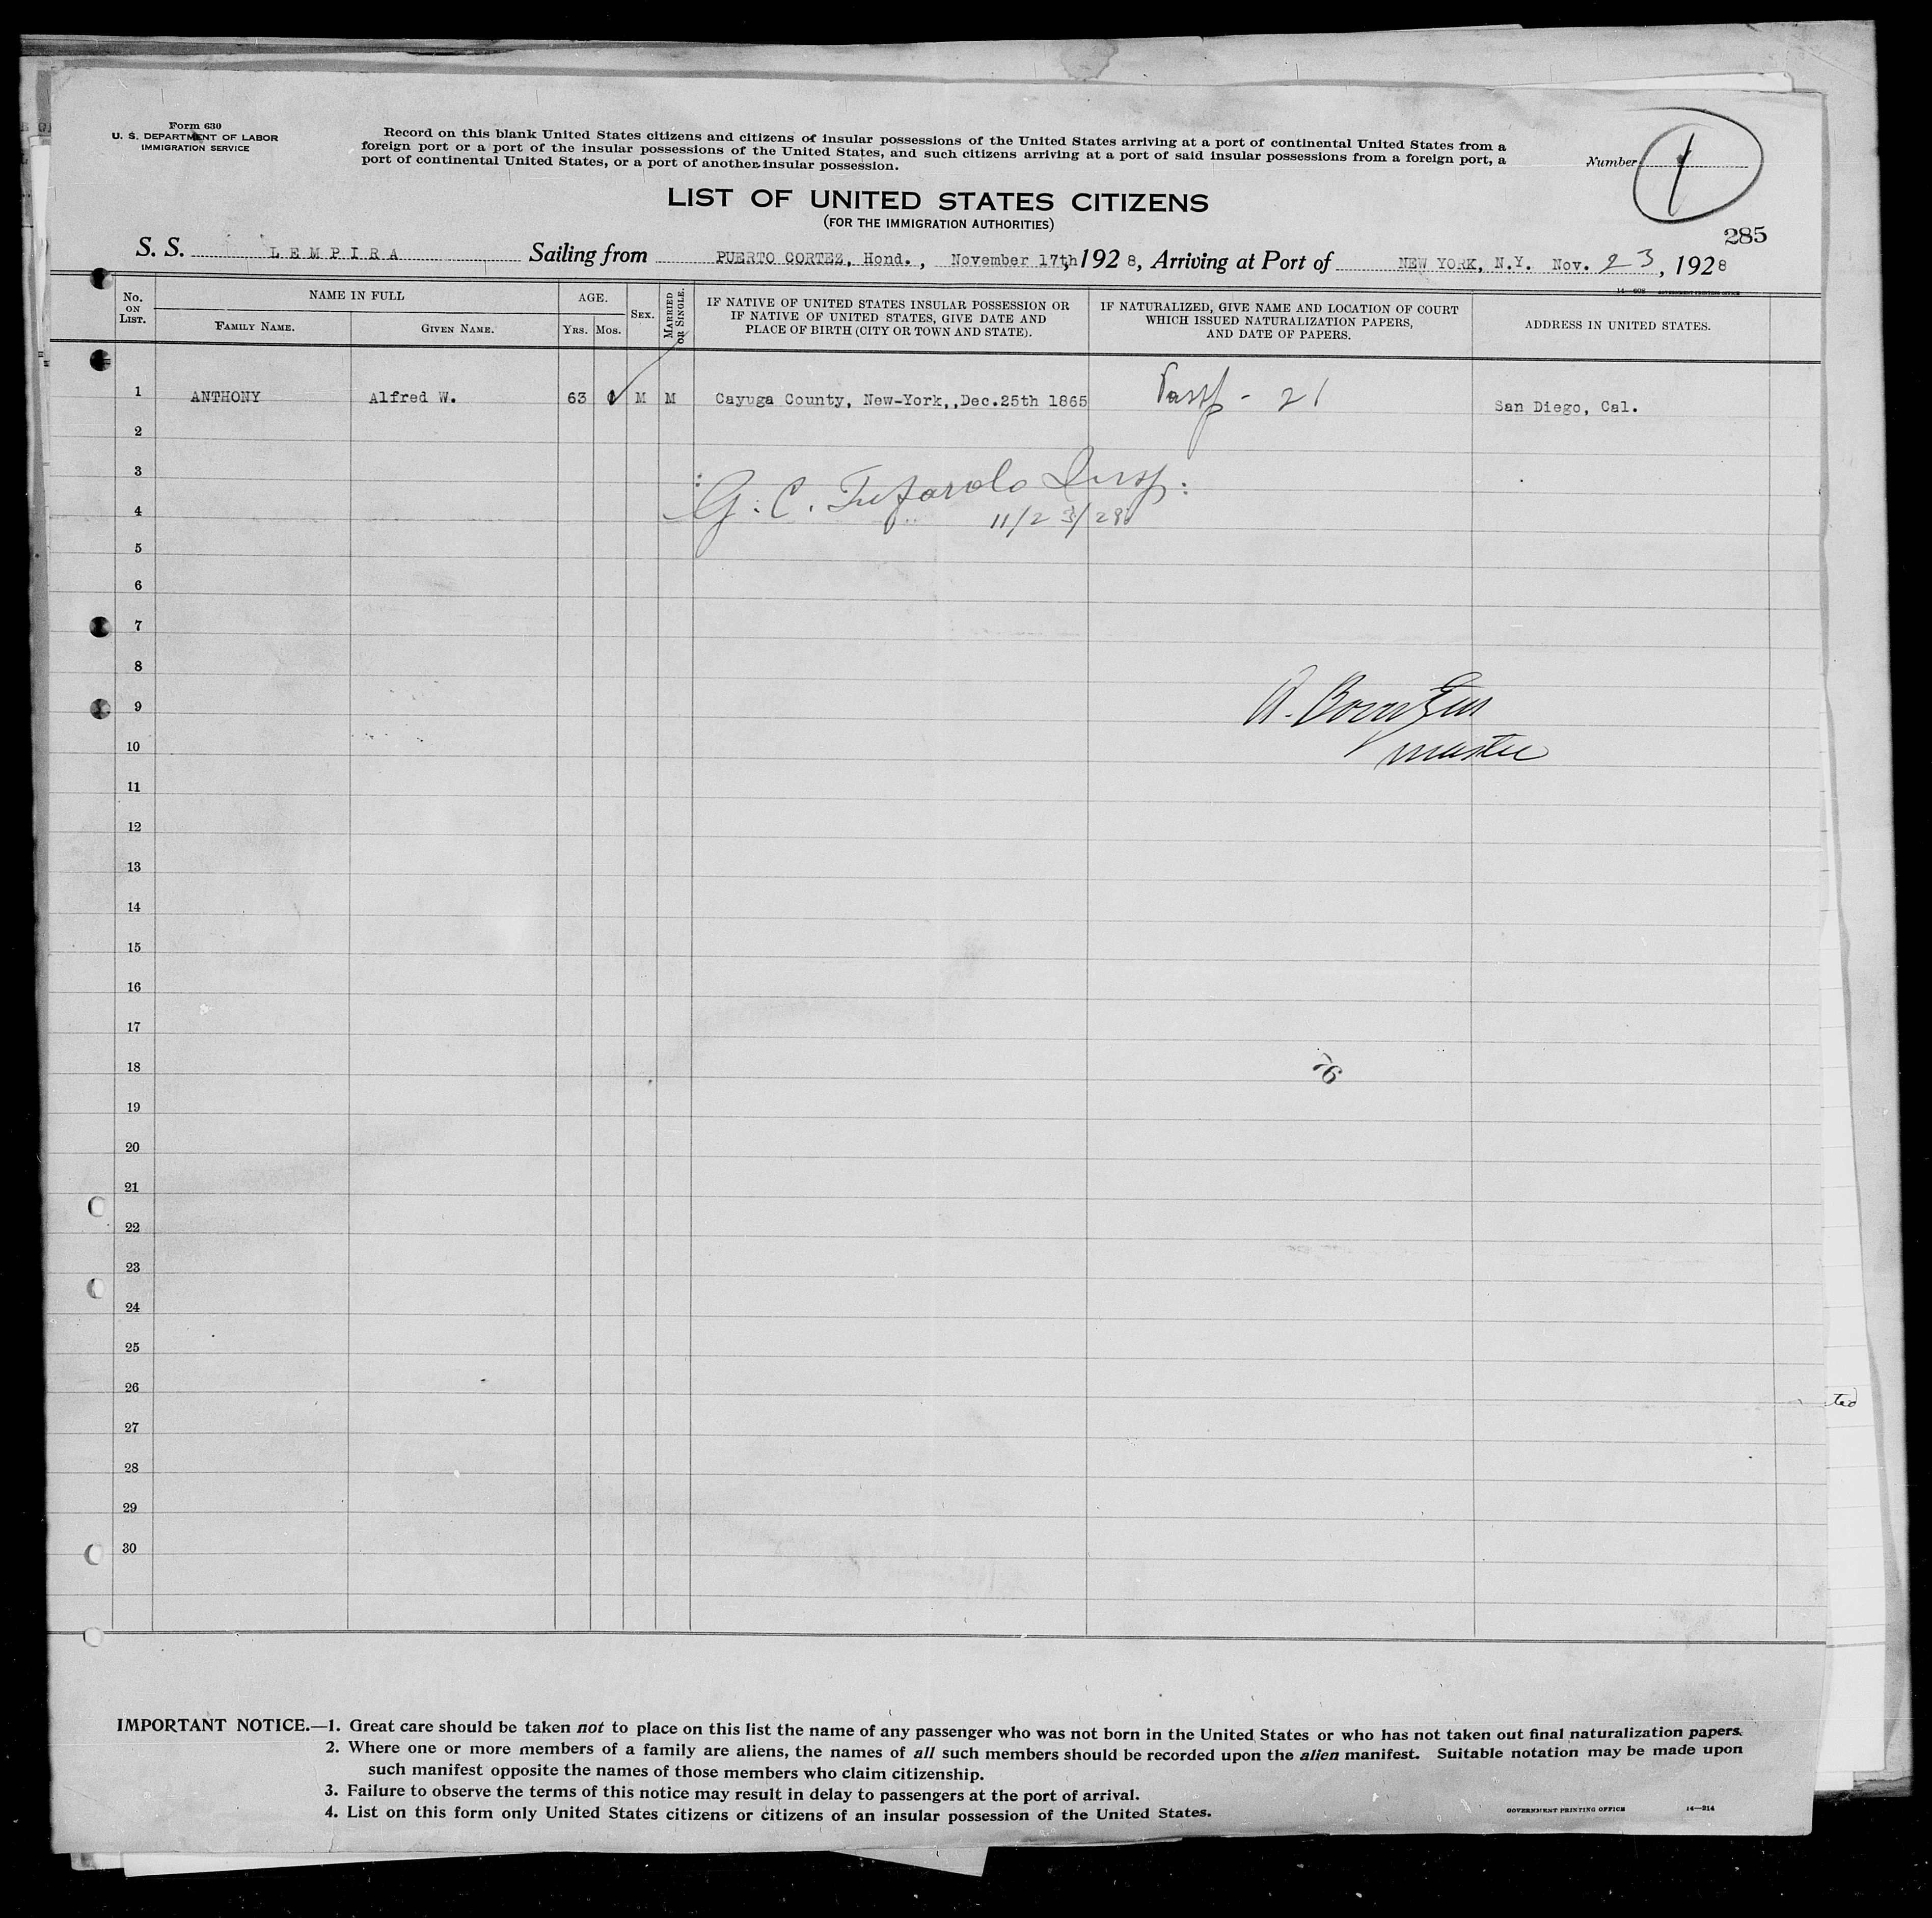 Form 630
U. S. DEPARTMENT OF LABOR
IMMIGRATION SERVICE
Record on this blank United States citizens and citizens of insular possessions of the United States arriving at a port of continental United States from a
foreign port or a port of the insular possessions of the United States, and such citizens arriving at a port of said insular possessions from a foreign port, a
port of continental United States, or a port of another insular possession.
Number 1
LIST OF UNITED STATES CITIZENS
(FOR THE IMMIGRATION AUTHORITIES)
285
S. S. LEMPIRA Sailing from PUERTO CORTEZ, Hond., November 17th, 1928, Arriving at Port of NEW YORK, N.Y. Nov. 23, 1928
14—608 GOVERNMENT PRINTING OFFICE
No. ON LIST.
NAME IN FULL
FAMILY NAME.
GIVEN NAME.
AGE.
YRS. MOS.
SEX.
MARRIED OR SINGLE.
IF NATIVE OF UNITED STATES INSULAR POSSESSION OR
IF NATIVE OF UNITED STATES, GIVE DATE AND
PLACE OF BIRTH (CITY OR TOWN AND STATE).
IF NATURALIZED, GIVE NAME AND LOCATION OF COURT
WHICH ISSUED NATURALIZATION PAPERS,
AND DATE OF PAPERS.
ADDRESS IN UNITED STATES.
1 ANTHONY Alfred W. 63 M M Cayuga County, New-York,,Dec.25th 1865 Passp - 21 San Diego, Cal.
2
3
G. C. Insp:
4
11/23/28
5
6
7
8
9
10
master
11
12
13
14
15
16
17
18
76
19
20
21
22
23
24
25
26
ted
27
28
29
30
IMPORTANT NOTICE.—1. Great care should be taken not to place on this list the name of any passenger who was not born in the United States or who has not taken out final naturalization papers.
2. Where one or more members of a family are aliens, the names of all such members should be recorded upon the alien manifest. Suitable notation may be made upon
such manifest opposite the names of those members who claim citizenship.
3. Failure to observe the terms of this notice may result in delay to passengers at the port of arrival.
4. List on this form only United States citizens or citizens of an insular possession of the United States.
GOVERNMENT PRINTING OFFICE 14—214